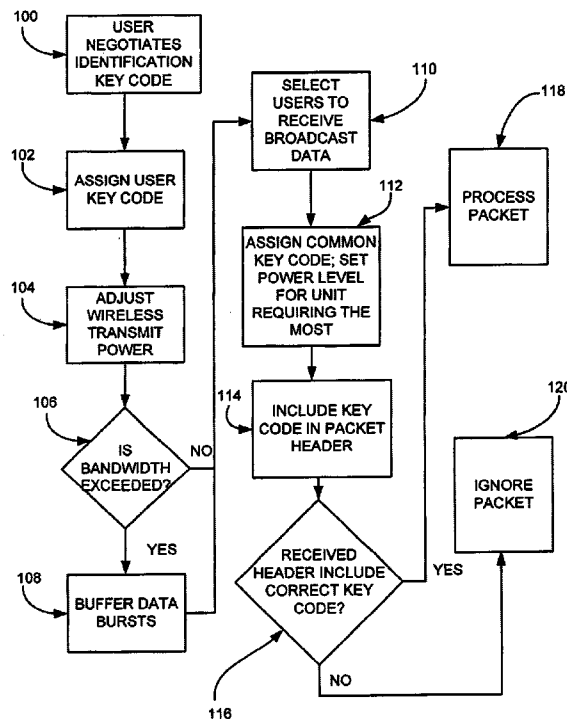 100
USER
NEGOTIATES
IDENTIFICATION
KEY CODE
102
ASSIGN USER
KEY CODE
104
ADJUST
WIRELESS
TRANSMIT
POWER
106
IS
BANDWIDTH
EXCEEDED?
NO
YES
108
BUFFER DATA
BURSTS
110
SELECT
USERS TO
RECEIVE
BROADCAST
DATA
112
ASSIGN COMMON
KEY CODE; SET
POWER LEVEL
FOR UNIT
REQUIRING THE
MOST
114
INCLUDE KEY
CODE IN PACKET
HEADER
RECEIVED
HEADER INCLUDE
CORRECT KEY
CODE?
YES
NO
116
118
PROCESS
PACKET
120
IGNORE
PACKET